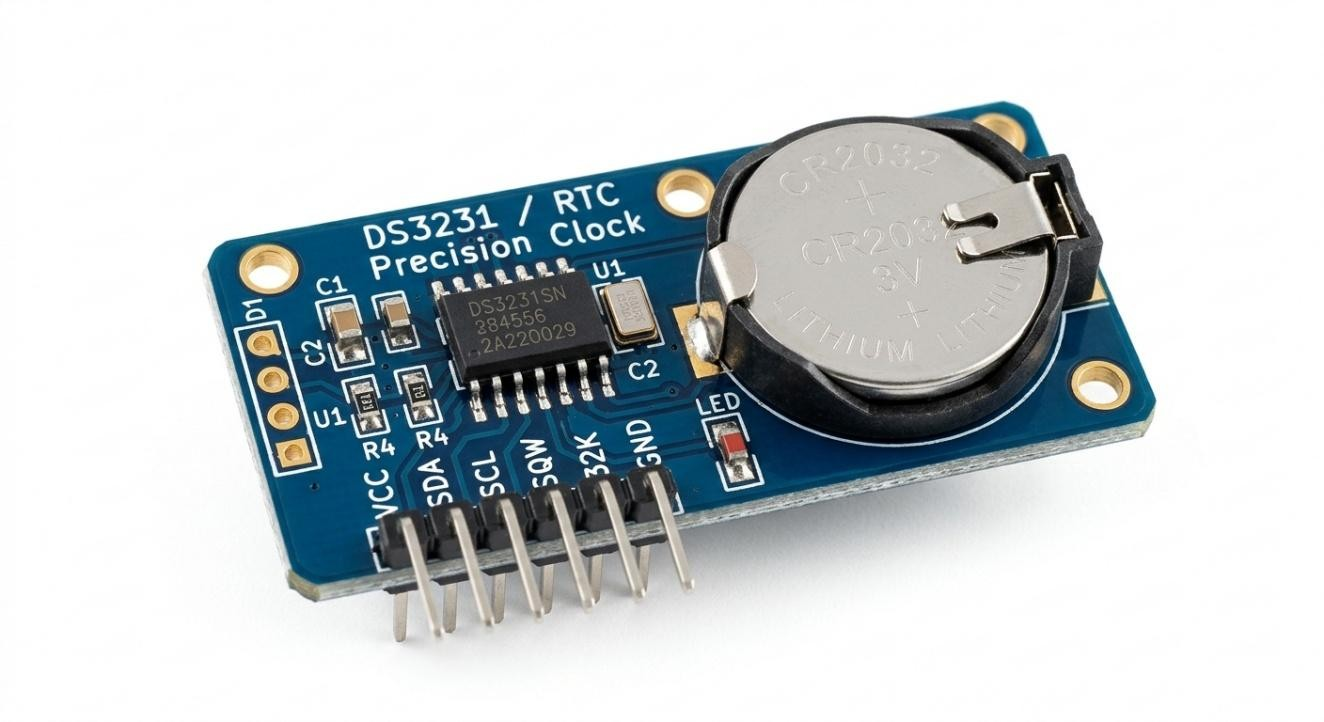 DS3231 / RTC
Precision Clock
CR2032
+
CR2032
3V
+
LITHIUM LITHIUM
D1
C1
C2
U1
R4
R4
DS3231SN
284556
2A220029
U1
C2
LED
VCC
SDA
SCL
SQW
32K
GND